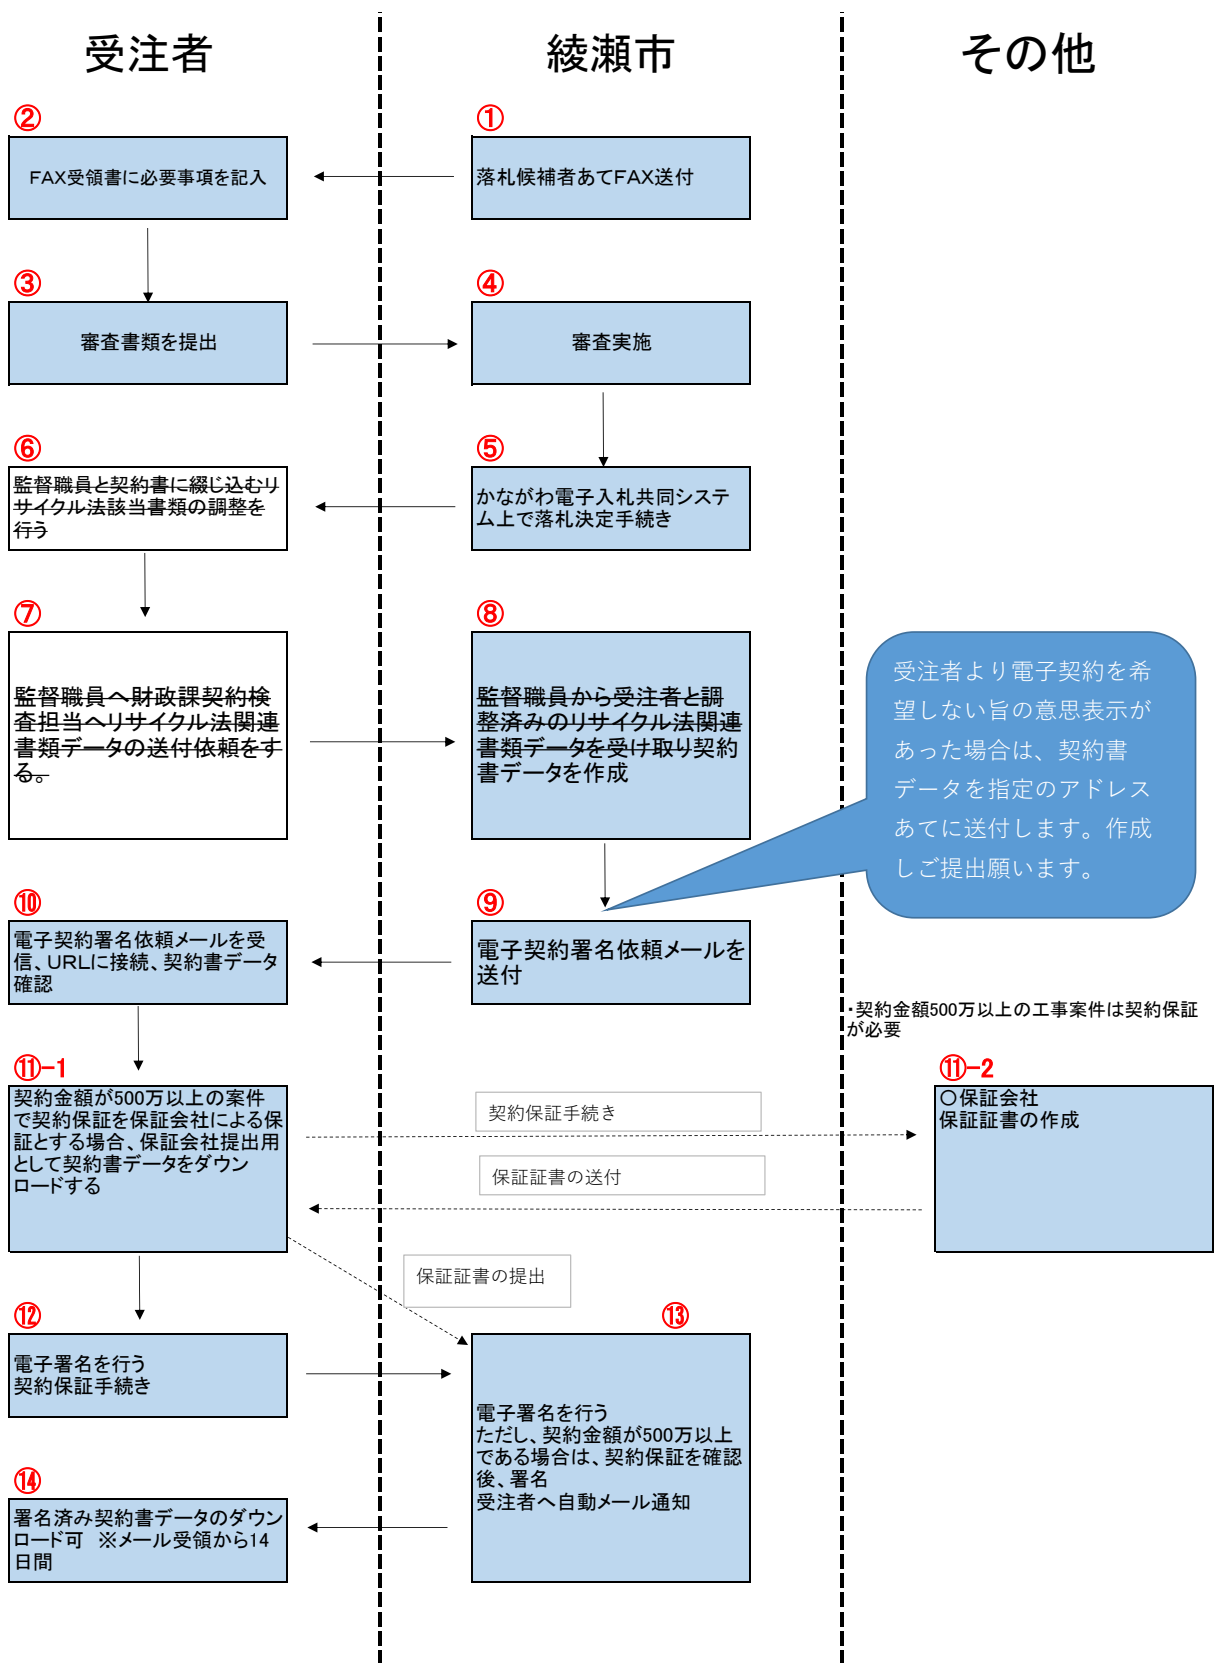 受注者
綾瀬市
その他
②
①
FAX受領書に必要事項を記入
落札候補者あてFAX送付
③
④
審査書類を提出
審査実施
⑥
⑤
監督職員と契約書に綴じ込むリ
サイクル法該当書類の調整を
行う
かながわ電子入札共同システ
ム上で落札決定手続き
⑦
⑧
監督職員へ財政課契約検
査担当へリサイクル法関連
書類データの送付依頼をす
る。
監督職員から受注者と調
整済みのリサイクル法関連
書類データを受け取り契約
書データを作成
受注者より電子契約を希
望しない旨の意思表示が
あった場合は、契約書
データを指定のアドレス
あてに送付します。作成
しご提出願います。
⑩
⑨
電子契約署名依頼メールを受
信、URLに接続、契約書データ
確認
電子契約署名依頼メールを
送付
・契約金額500万以上の工事案件は契約保証
が必要
⑪-1
⑪-2
契約金額が500万以上の案件
で契約保証を保証会社による保
証とする場合、保証会社提出用
として契約書データをダウン
ロードする
契約保証手続き
保証証書の送付
〇保証会社
保証証書の作成
保証証書の提出
⑫
⑬
電子署名を行う
契約保証手続き
電子署名を行う
ただし、契約金額が500万以上
である場合は、契約保証を確認
後、署名
受注者へ自動メール通知
⑭
署名済み契約書データのダウン
ロード可　※メール受領から14
日間